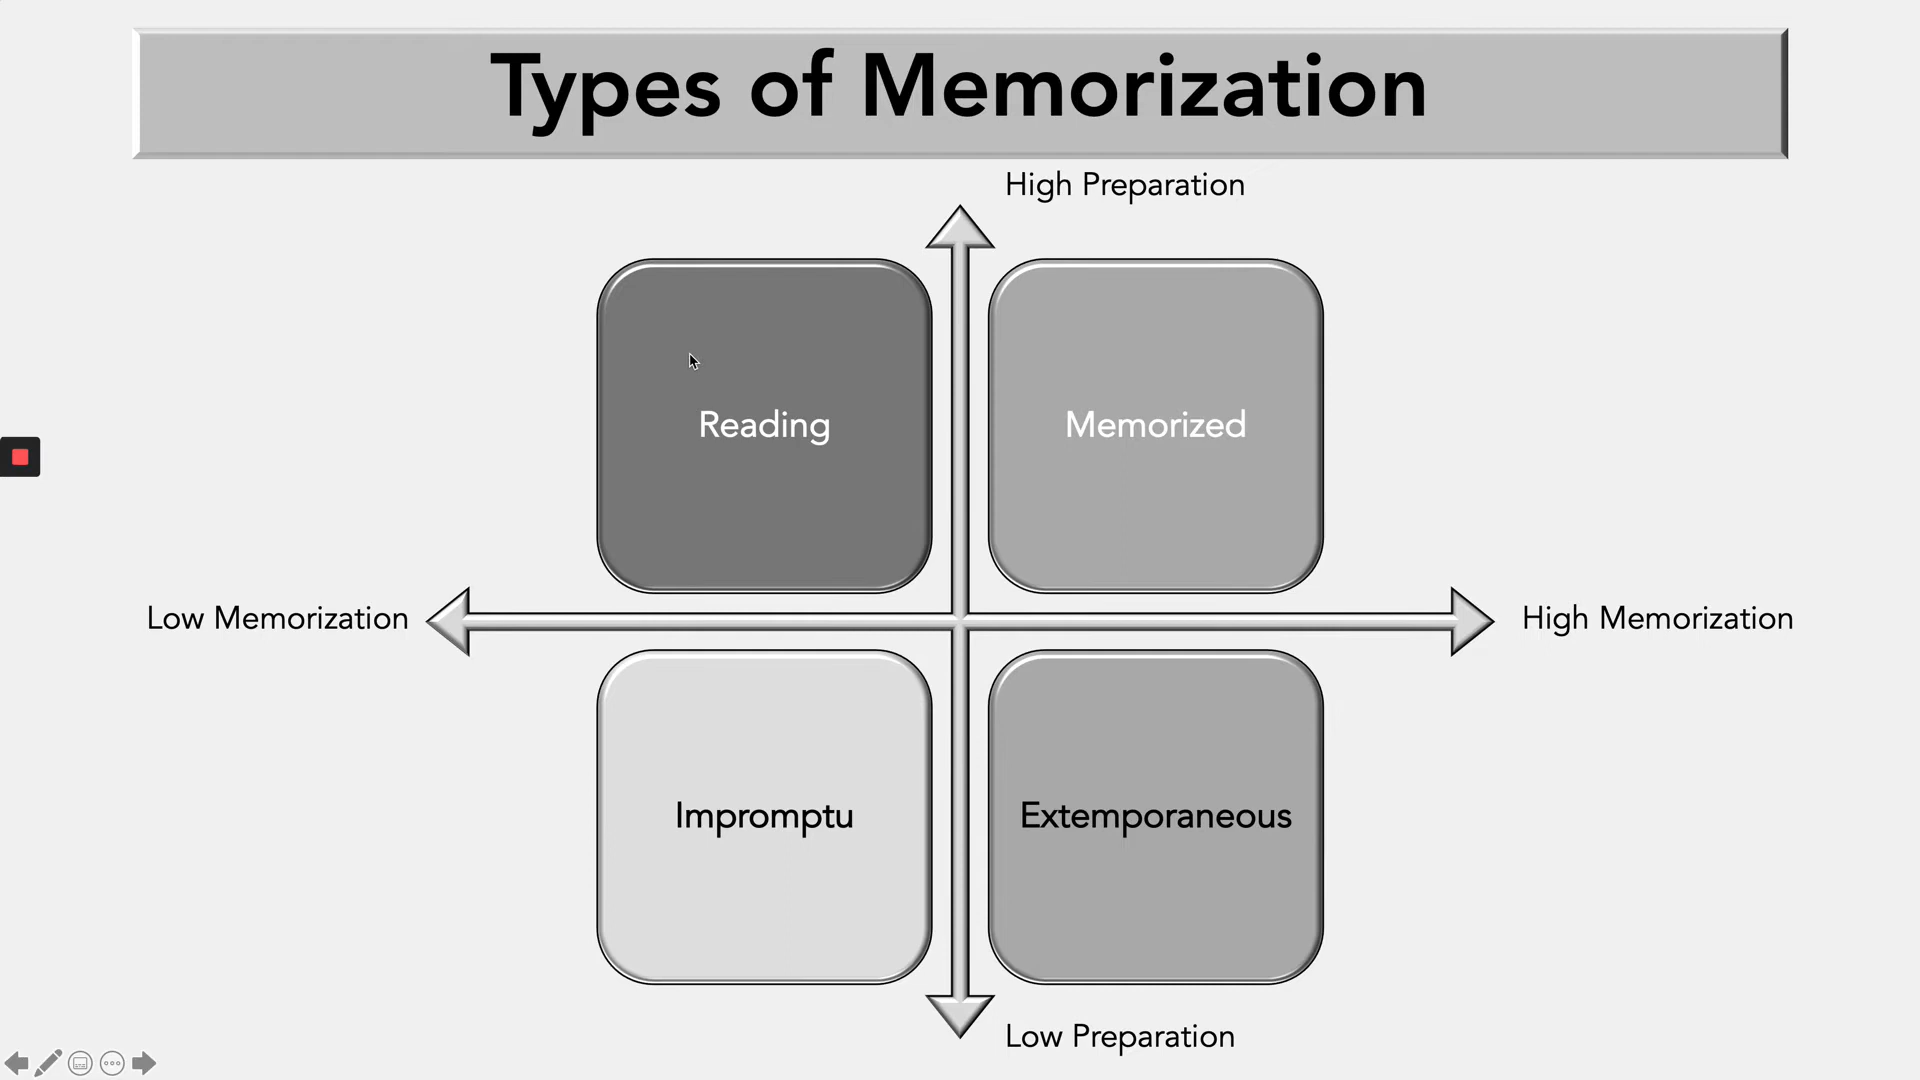 Types of Memorization
High Preparation
Reading
Memorized
Low Memorization
High Memorization
Impromptu
Extemporaneous
Low Preparation